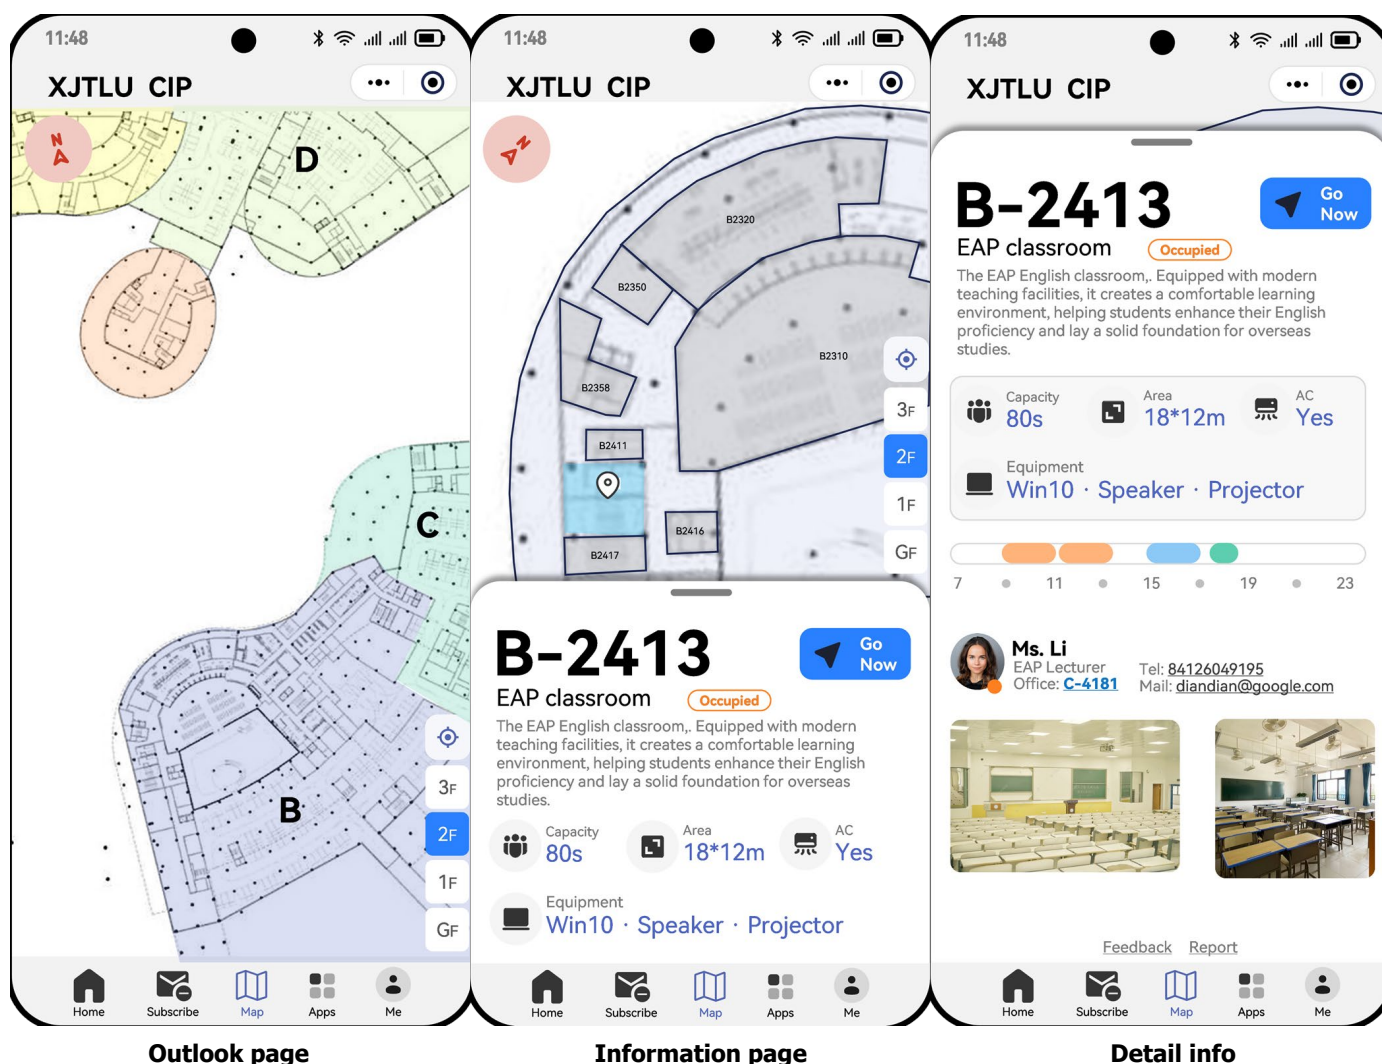 11:48
XJTLU CIP
N
D
C
B
3F
2F
1F
GF
Home
Subscribe
Map
Apps
Me
Outlook page
11:48
XJTLU CIP
N
B2320
B2350
B2310
B2358
B2411
B2416
B2417
3F
2F
1F
GF
B-2413
Go
Now
EAP classroom
Occupied
The EAP English classroom,. Equipped with modern
teaching facilities, it creates a comfortable learning
environment, helping students enhance their English
proficiency and lay a solid foundation for overseas
studies.
Capacity
80s
Area
18*12m
AC
Yes
Equipment
Win10 · Speaker · Projector
Home
Subscribe
Map
Apps
Me
Information page
11:48
XJTLU CIP
B-2413
Go
Now
EAP classroom
Occupied
The EAP English classroom,. Equipped with modern
teaching facilities, it creates a comfortable learning
environment, helping students enhance their English
proficiency and lay a solid foundation for overseas
studies.
Capacity
80s
Area
18*12m
AC
Yes
Equipment
Win10 · Speaker · Projector
7 11 15 19 23
Ms. Li
EAP Lecturer
Office: C-4181
Tel: 84126049195
Mail: diandian@google.com
Feedback Report
Home
Subscribe
Map
Apps
Me
Detail info